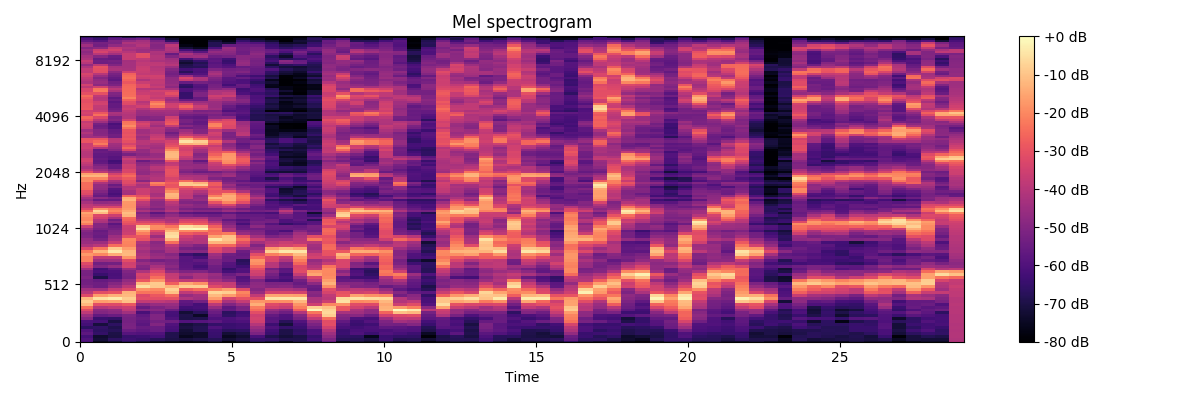 Mel spectrogram
Hz
8192
4096
2048
1024
512
0
0 5 10 15 20 25
Time
+0 dB
-10 dB
-20 dB
-30 dB
-40 dB
-50 dB
-60 dB
-70 dB
-80 dB